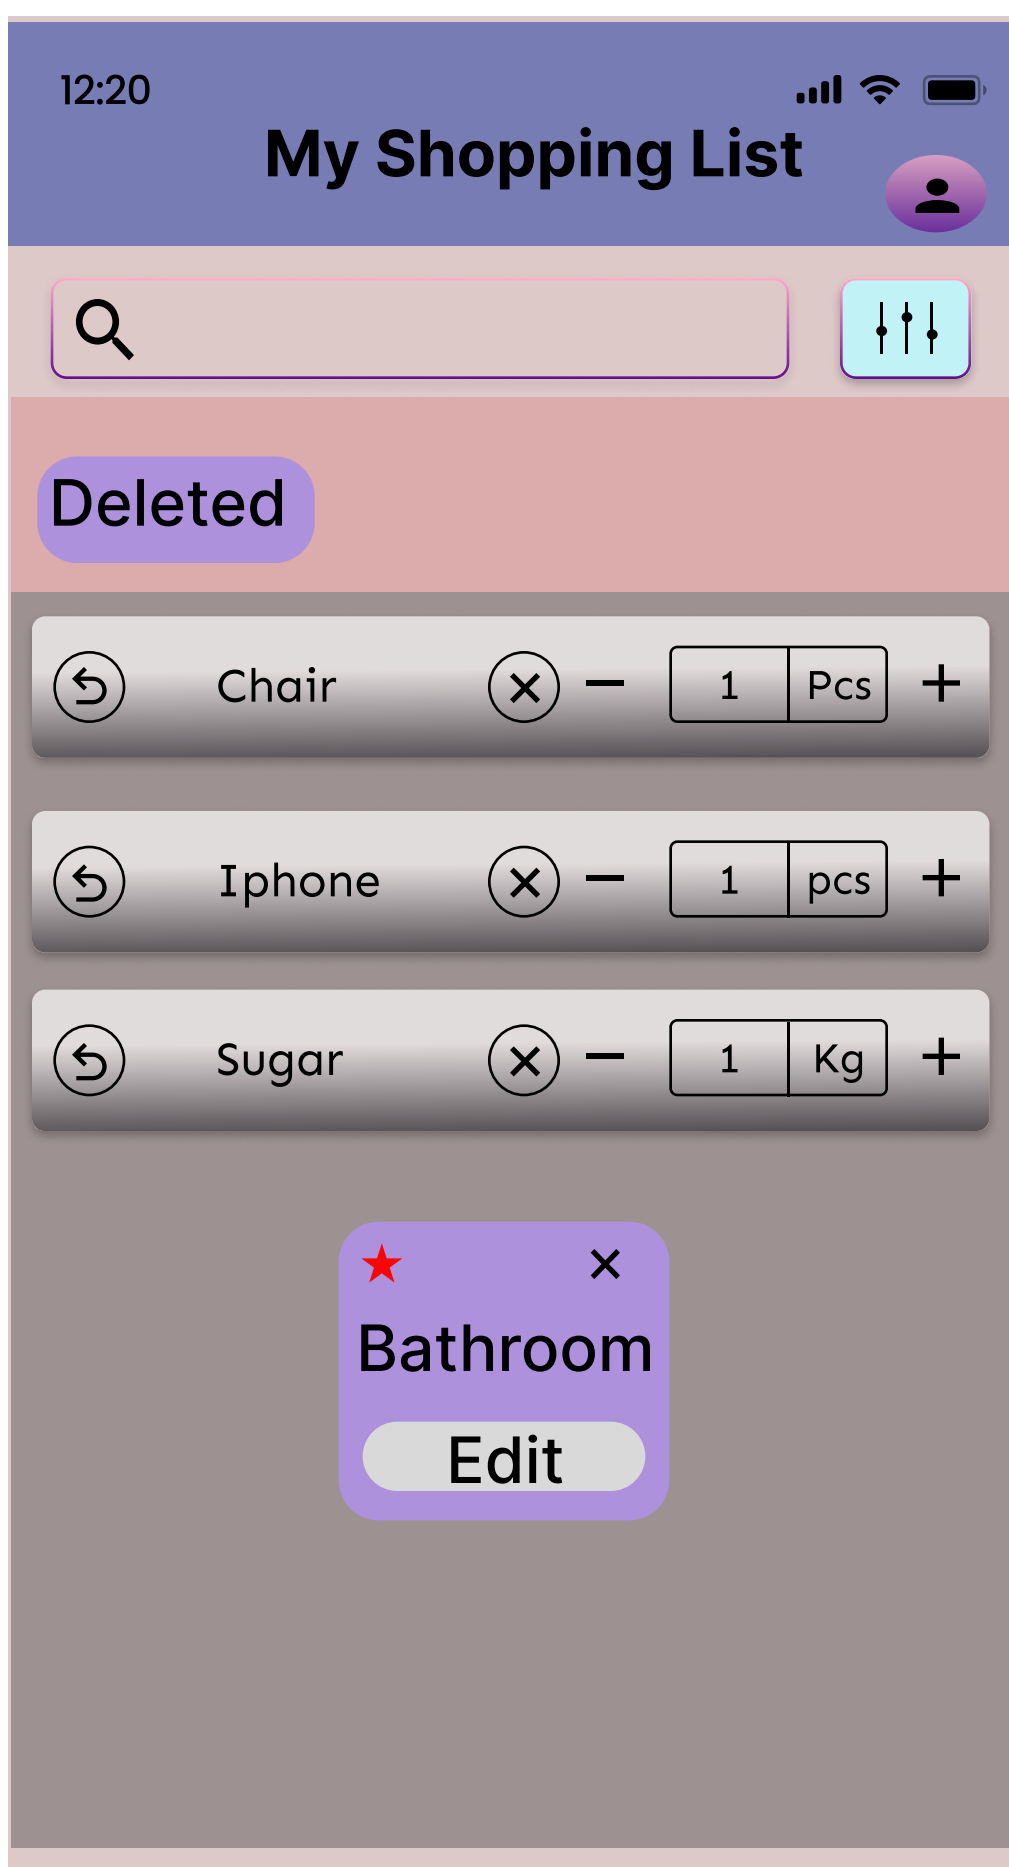 12:20
My Shopping List
Deleted
Chair 1 Pcs
Iphone 1 pcs
Sugar 1 Kg
Bathroom
Edit